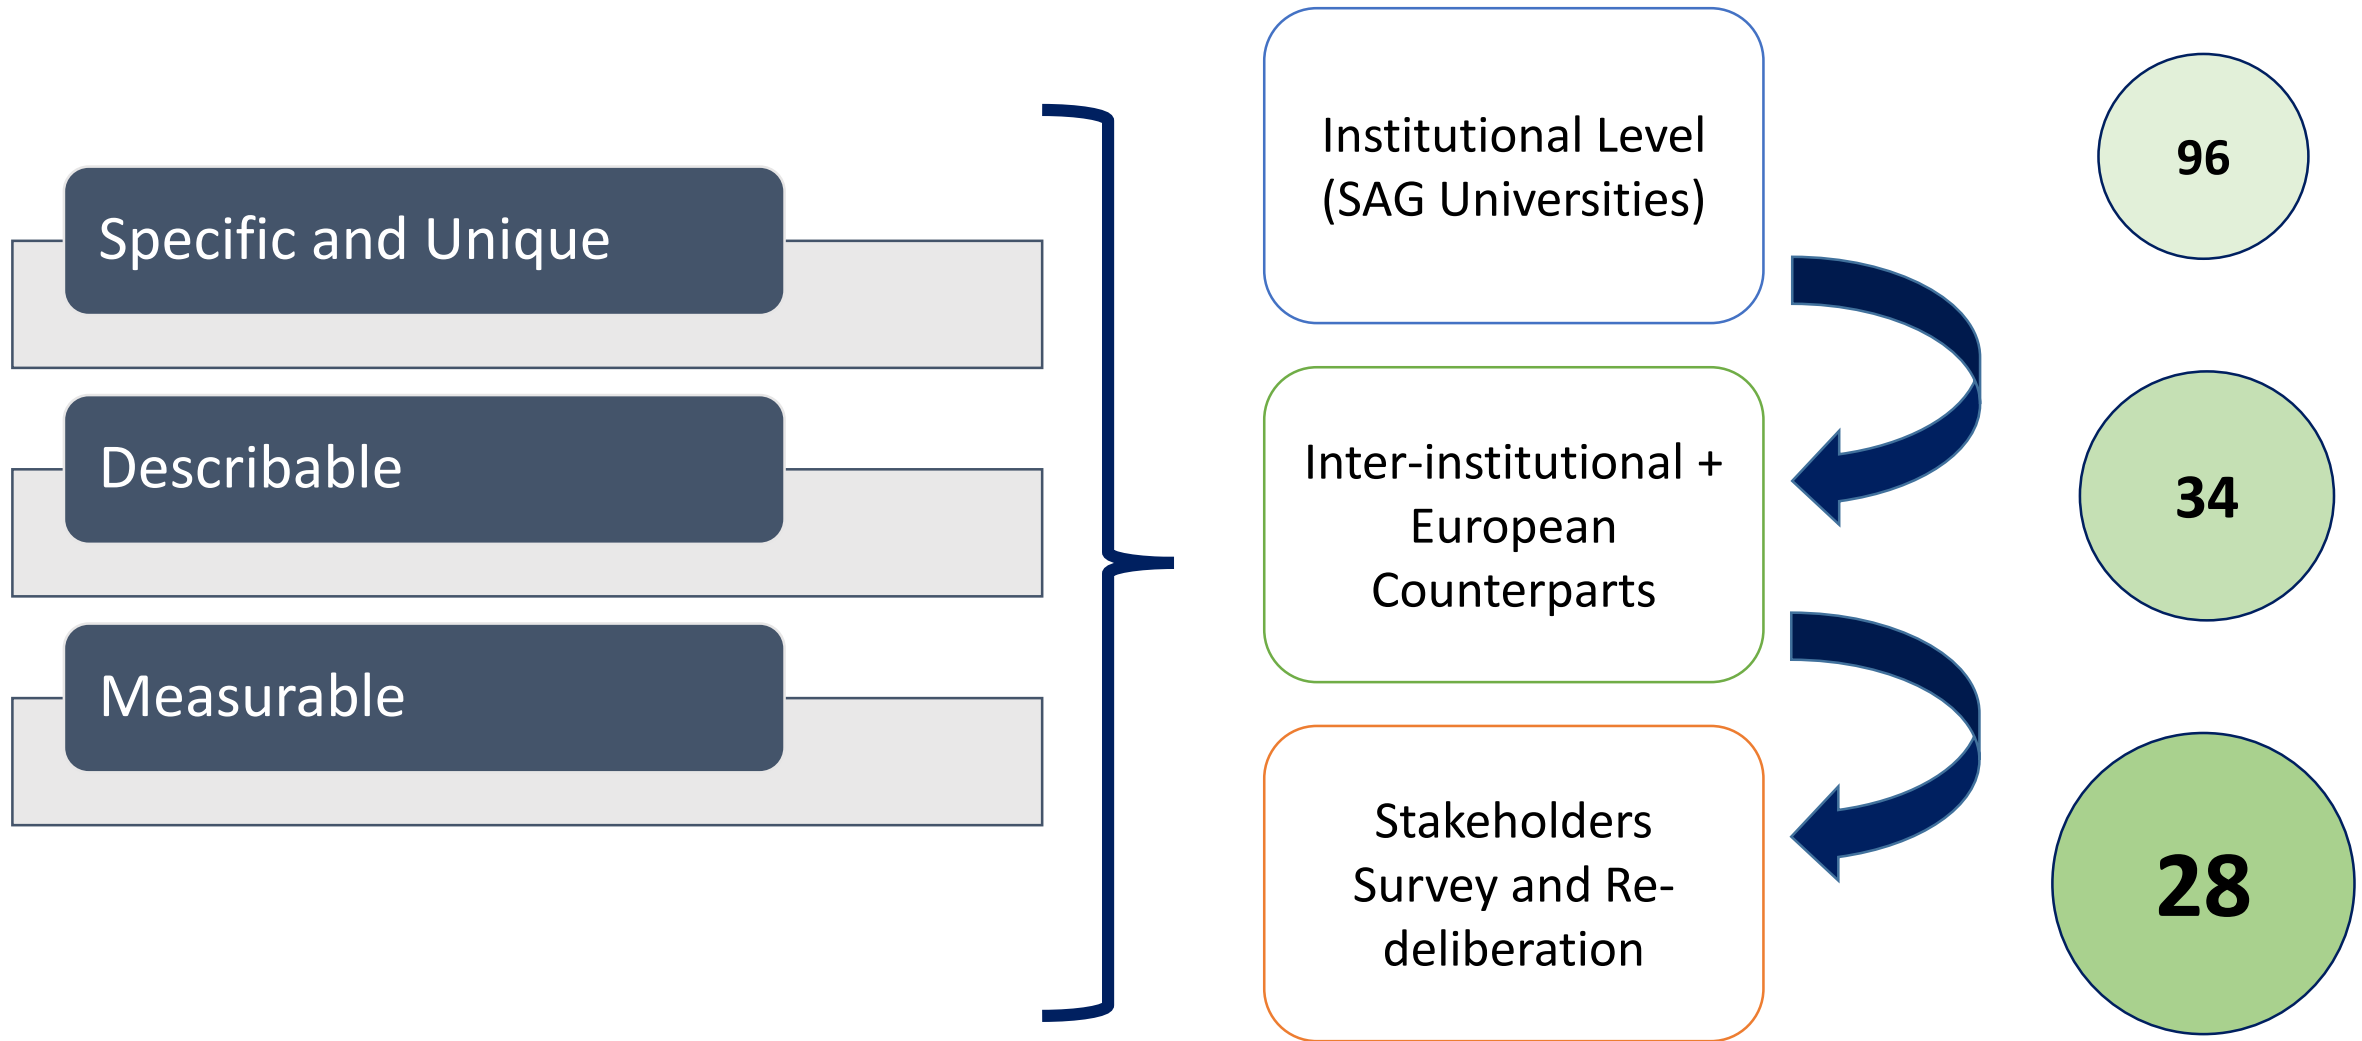 Specific and Unique
Describable
Measurable
Institutional Level
(SAG Universities)
Inter-institutional +
European
Counterparts
Stakeholders
Survey and Re-
deliberation
96
34
28